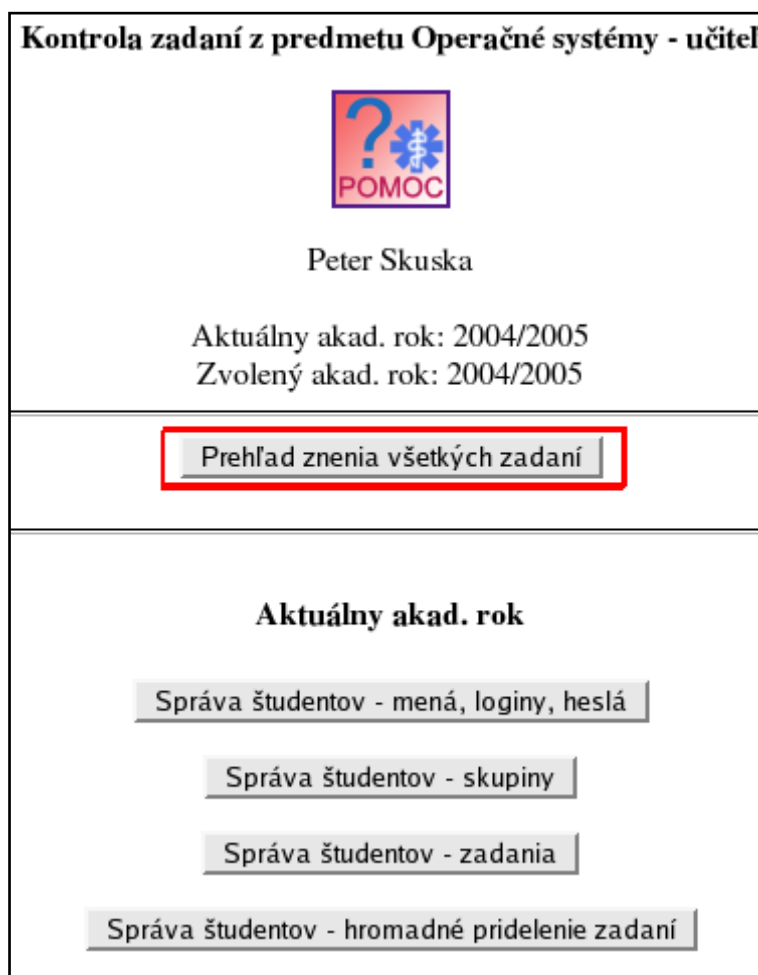 Kontrola zadaní z predmetu Operačné systémy - učiteľ
?
POMOC
Peter Skuska
Aktuálny akad. rok: 2004/2005
Zvolený akad. rok: 2004/2005
Prehľad znenia všetkých zadaní
Aktuálny akad. rok
Správa študentov - mená, loginy, heslá
Správa študentov - skupiny
Správa študentov - zadania
Správa študentov - hromadné pridelenie zadaní